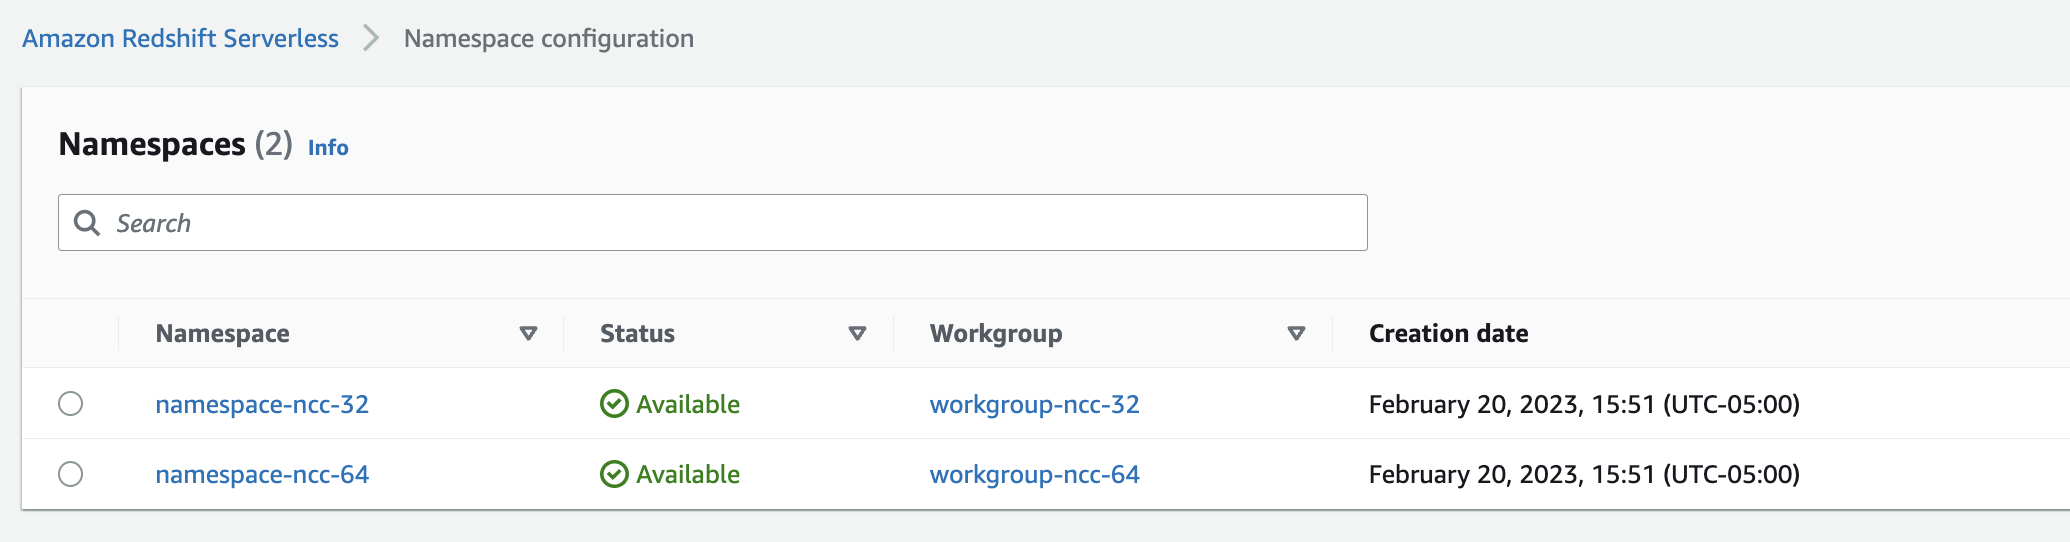 Amazon Redshift Serverless Namespace configuration
Namespaces (2) Info
Search
Namespace Status Workgroup Creation date
namespace-ncc-32 Available workgroup-ncc-32 February 20, 2023, 15:51 (UTC-05:00)
namespace-ncc-64 Available workgroup-ncc-64 February 20, 2023, 15:51 (UTC-05:00)